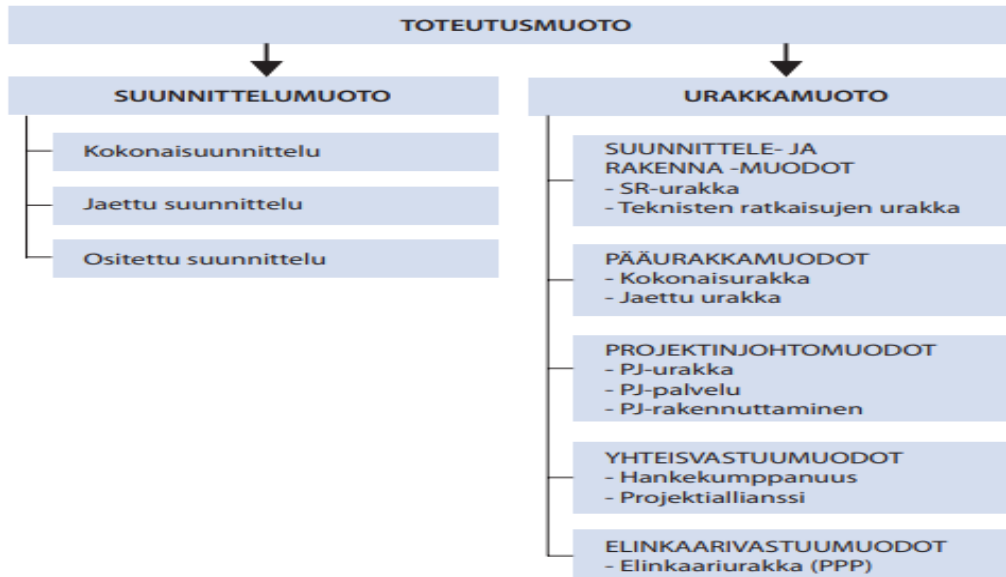 TOTEUTUSMUOTO
SUUNNITTELUMUOTO
Kokonaisuunnittelu
Jaettu suunnittelu
Ositettu suunnittelu
URAKKAMUOTO
SUUNNITTELE- JA
RAKENNA -MUODOT
- SR-urakka
- Teknisten ratkaisujen urakka
PÄÄURAKKAMUODOT
- Kokonaisurakka
- Jaettu urakka
PROJEKTINJOHTOMUODOT
- PJ-urakka
- PJ-palvelu
- PJ-rakennuttaminen
YHTEISVASTUUMUODOT
- Hankekumppanuus
- Projektiallianssi
ELINKAARIVASTUUMUODOT
- Elinkaariurakka (PPP)